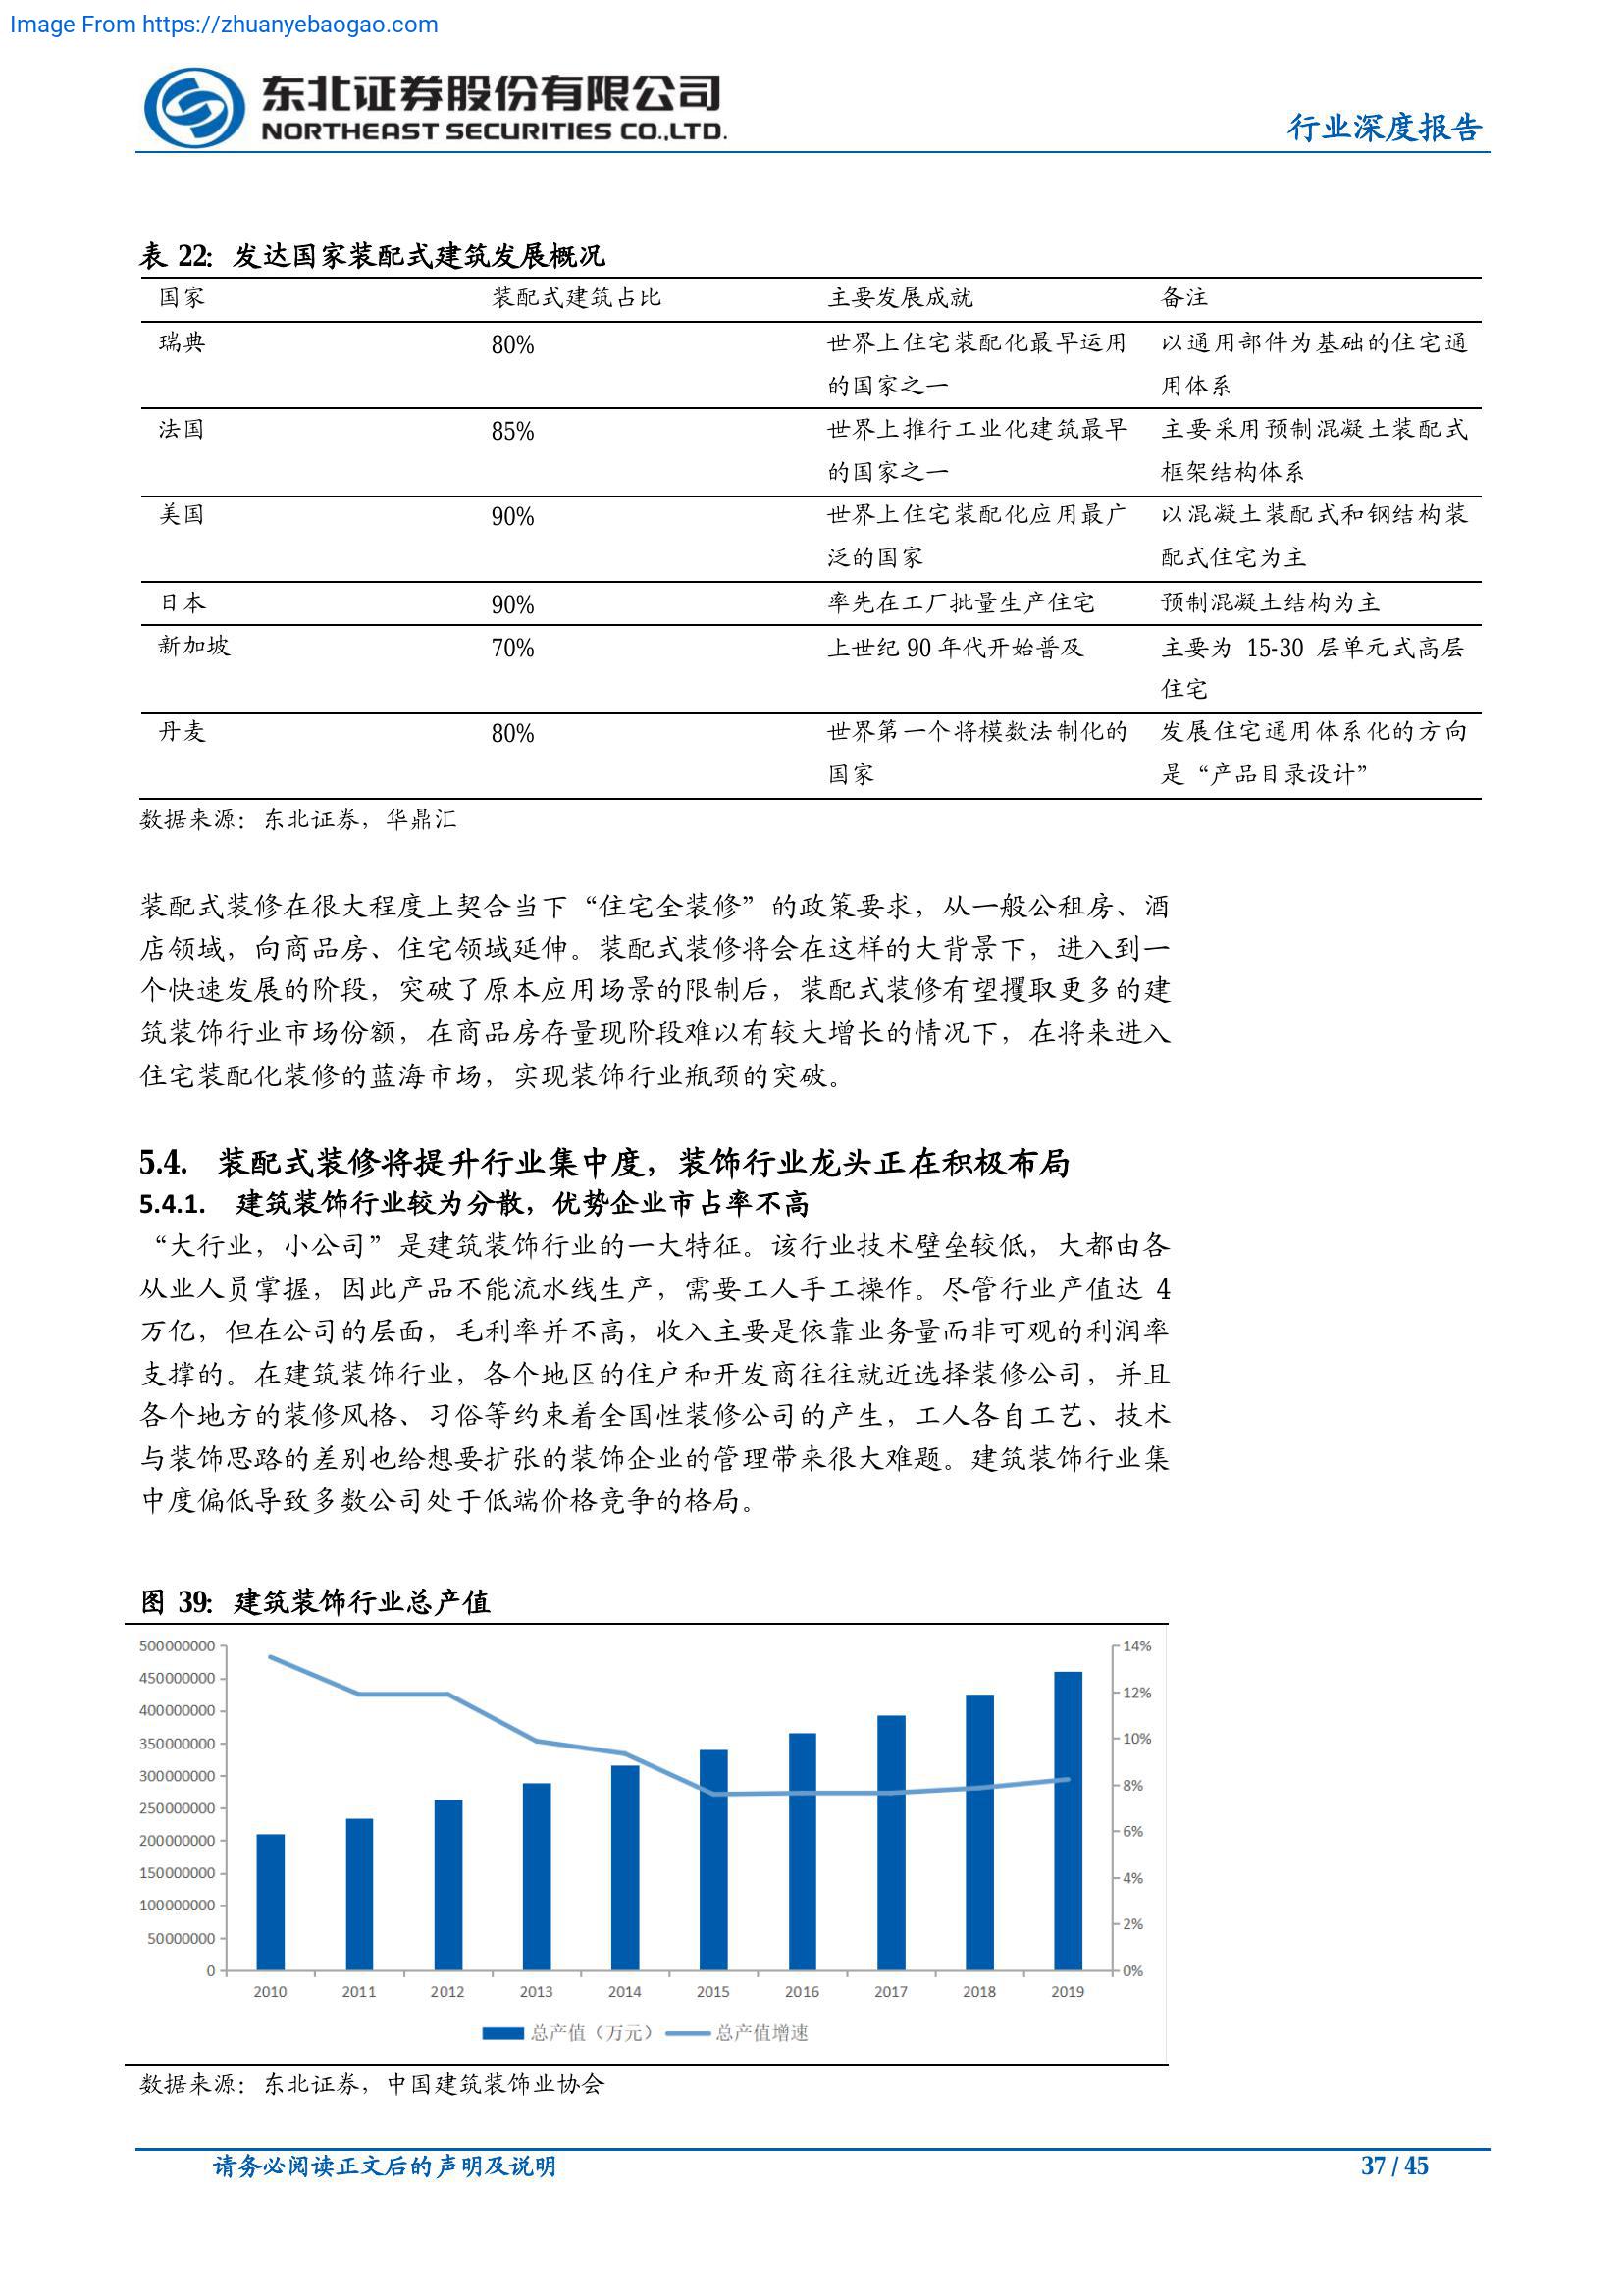 Image From https://zhuanyebaogao.com
东北证券股份有限公司
NORTHEAST SECURITIES CO.,LTD.
行业深度报告
表 22：发达国家装配式建筑发展概况
国家 装配式建筑占比 主要发展成就 备注
瑞典 80% 世界上住宅装配化最早运用 以通用部件为基础的住宅通
的国家之一 用体系
法国 85% 世界上推行工业化建筑最早 主要采用预制混凝土装配式
的国家之一 框架结构体系
美国 90% 世界上住宅装配化应用最广 以混凝土装配式和钢结构装
泛的国家 配式住宅为主
日本 90% 率先在工厂批量生产住宅 预制混凝土结构为主
新加坡 70% 上世纪 90 年代开始普及 主要为 15-30 层单元式高层
住宅
丹麦 80% 世界第一个将模数法制化的 发展住宅通用体系化的方向
国家 是“产品目录设计”
数据来源：东北证券，华鼎汇
装配式装修在很大程度上契合当下“住宅全装修”的政策要求，从一般公租房、酒
店领域，向商品房、住宅领域延伸。装配式装修将会在这样的大背景下，进入到一
个快速发展的阶段，突破了原本应用场景的限制后，装配式装修有望攫取更多的建
筑装饰行业市场份额，在商品房存量现阶段难以有较大增长的情况下，在将来进入
住宅装配化装修的蓝海市场，实现装饰行业瓶颈的突破。
5.4. 装配式装修将提升行业集中度，装饰行业龙头正在积极布局
5.4.1. 建筑装饰行业较为分散，优势企业市占率不高
“大行业，小公司”是建筑装饰行业的一大特征。该行业技术壁垒较低，大都由各
从业人员掌握，因此产品不能流水线生产，需要工人手工操作。尽管行业产值达 4
万亿，但在公司的层面，毛利率并不高，收入主要是依靠业务量而非可观的利润率
支撑的。在建筑装饰行业，各个地区的住户和开发商往往就近选择装修公司，并且
各个地方的装修风格、习俗等约束着全国性装修公司的产生，工人各自工艺、技术
与装饰思路的差别也给想要扩张的装饰企业的管理带来很大难题。建筑装饰行业集
中度偏低导致多数公司处于低端价格竞争的格局。
图 39：建筑装饰行业总产值
500000000 14%
450000000 12%
400000000 10%
350000000 8%
300000000 6%
250000000 4%
200000000 2%
150000000 0%
100000000
50000000
0
2010 2011 2012 2013 2014 2015 2016 2017 2018 2019
总产值（万元） 总产值增速
数据来源：东北证券，中国建筑装饰业协会
请务必阅读正文后的声明及说明 37 / 45